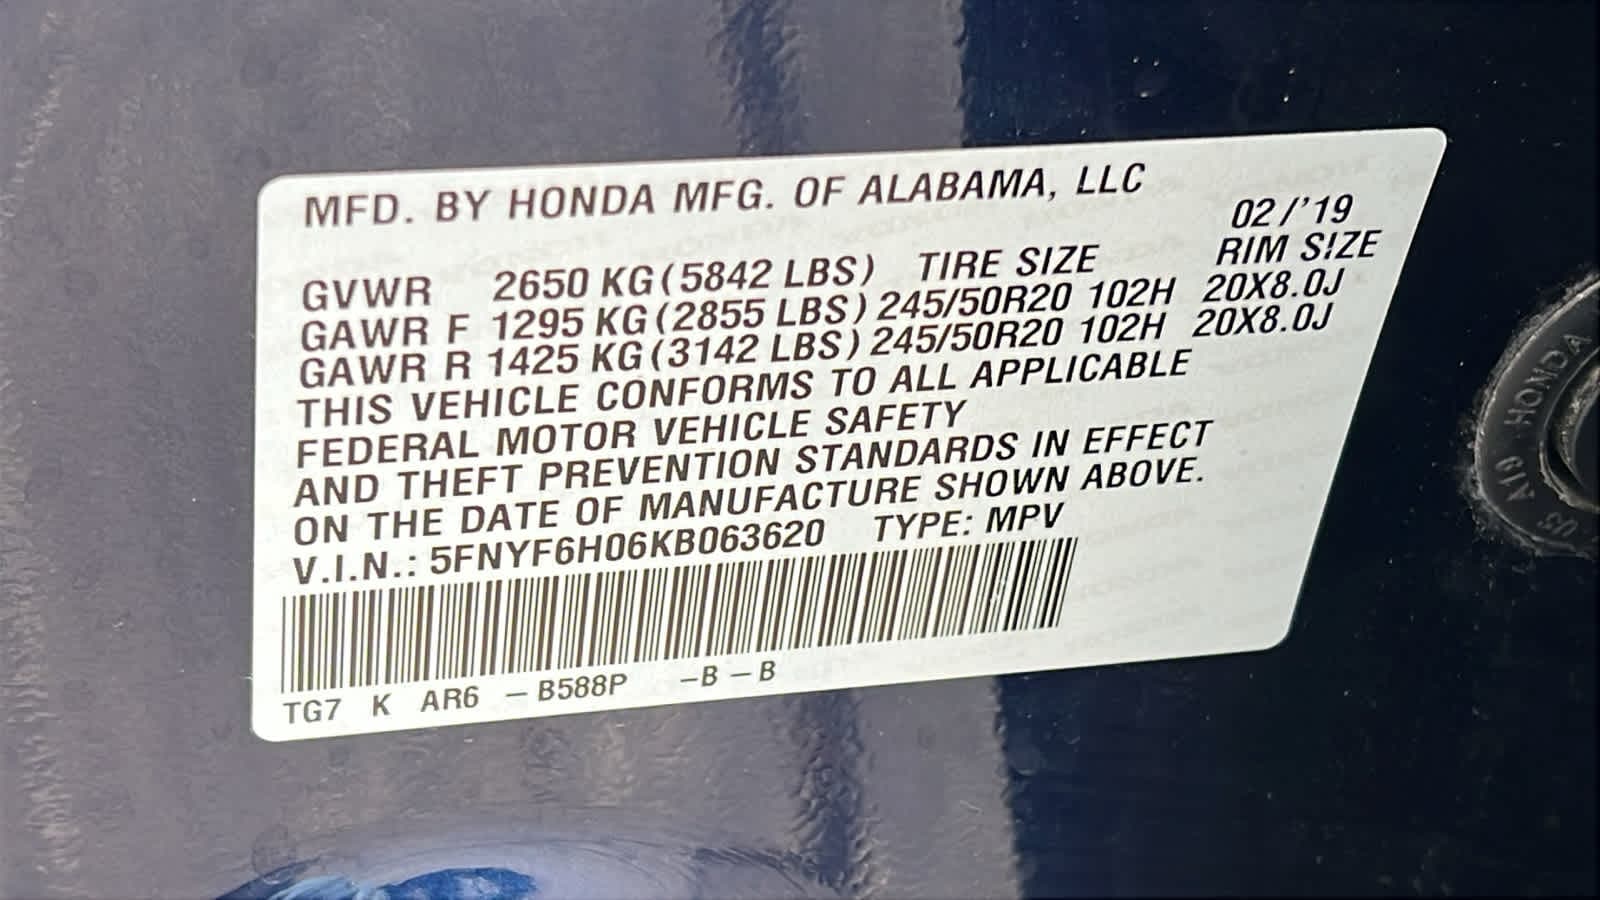 MFD. BY HONDA MFG. OF ALABAMA, LLC
02/'19
GVWR 2650 KG (5842 LBS) TIRE SIZE RIM SIZE
GAWR F 1295 KG (2855 LBS) 245/50R20 102H 20X8.0J
GAWR R 1425 KG (3142 LBS) 245/50R20 102H 20X8.0J
THIS VEHICLE CONFORMS TO ALL APPLICABLE
FEDERAL MOTOR VEHICLE SAFETY
AND THEFT PREVENTION STANDARDS IN EFFECT
ON THE DATE OF MANUFACTURE SHOWN ABOVE.
V.I.N.: 5FNYF6H06KB063620 TYPE: MPV
TG7 K AR6 – B588P –B – B
HONDA